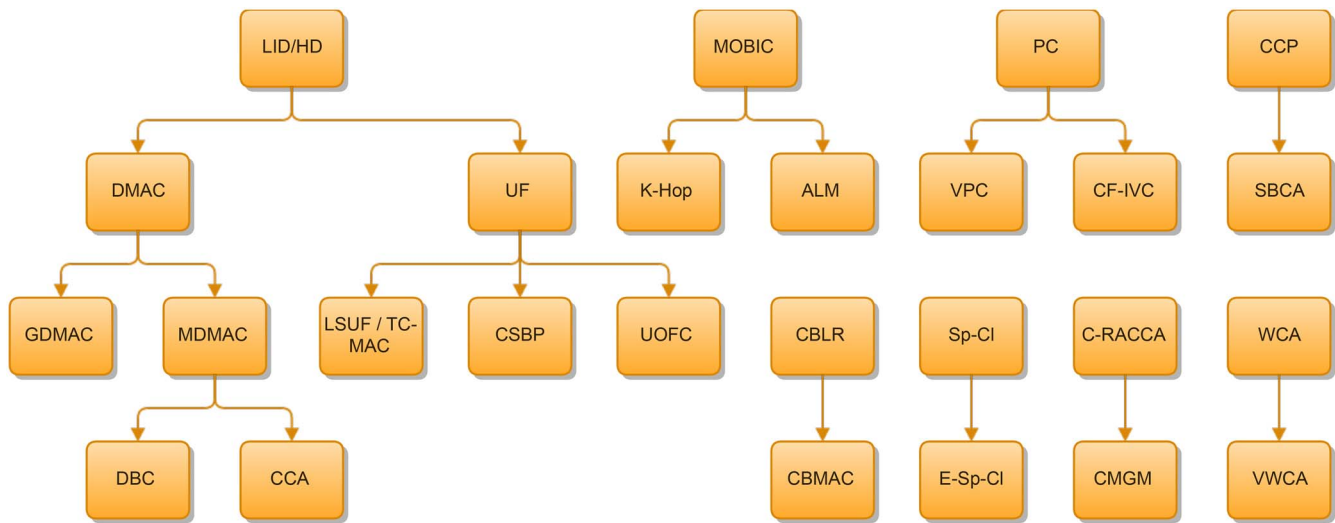 LID/HD
MOBIC
PC
CCP
DMAC
UF
K-Hop
ALM
VPC
CF-IVC
SBCA
GDMAC
MDMAC
LSUF / TC-
MAC
CSBP
UOFC
CBLR
Sp-Cl
C-RACCA
WCA
DBC
CCA
CBMAC
E-Sp-Cl
CMGM
VWCA